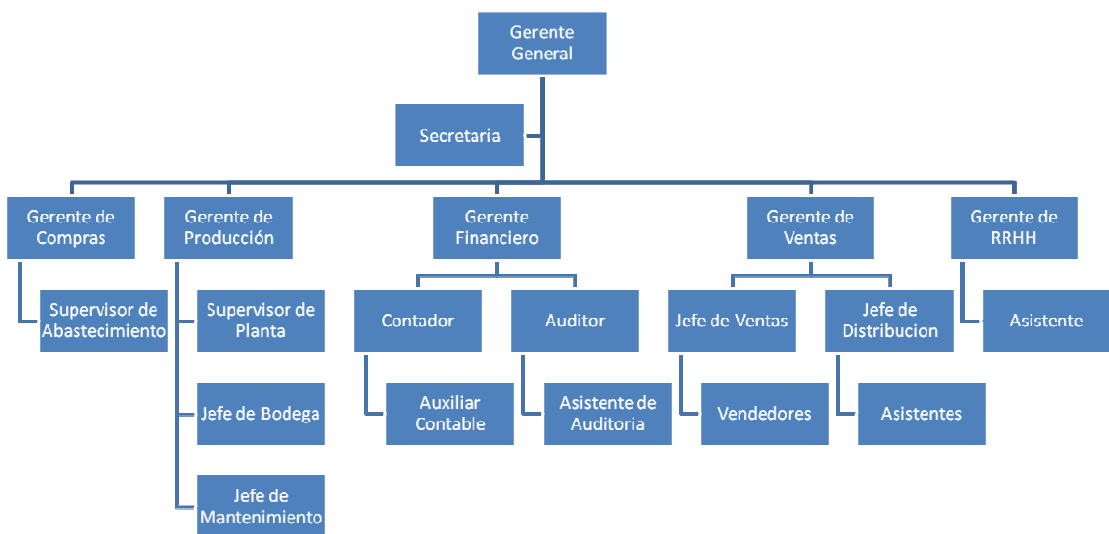 Gerente
General
Secretaria
Gerente de
Compras
Gerente de
Producción
Gerente
Financiero
Gerente de
Ventas
Gerente de
RRHH
Supervisor de
Abastecimiento
Supervisor de
Planta
Contador
Auditor
Jefe de Ventas
Jefe de
Distribucion
Asistente
Jefe de Bodega
Auxiliar
Contable
Asistente de
Auditoria
Vendedores
Asistentes
Jefe de
Mantenimiento